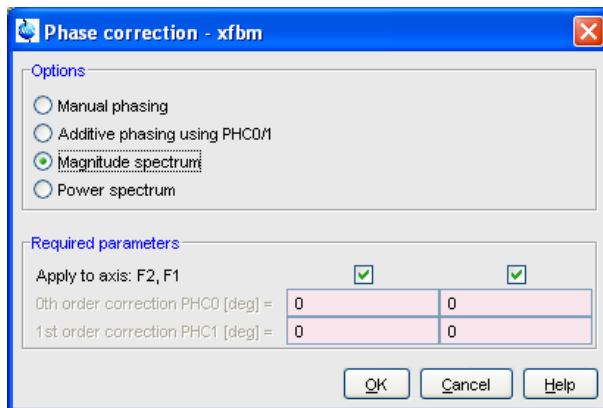 Phase correction - xfbm
Options
Manual phasing
Additive phasing using PHC0/1
Magnitude spectrum
Power spectrum
Required parameters
Apply to axis: F2, F1
0th order correction PHC0 [deg] = 0 0
1st order correction PHC1 [deg] = 0 0
OK Cancel Help